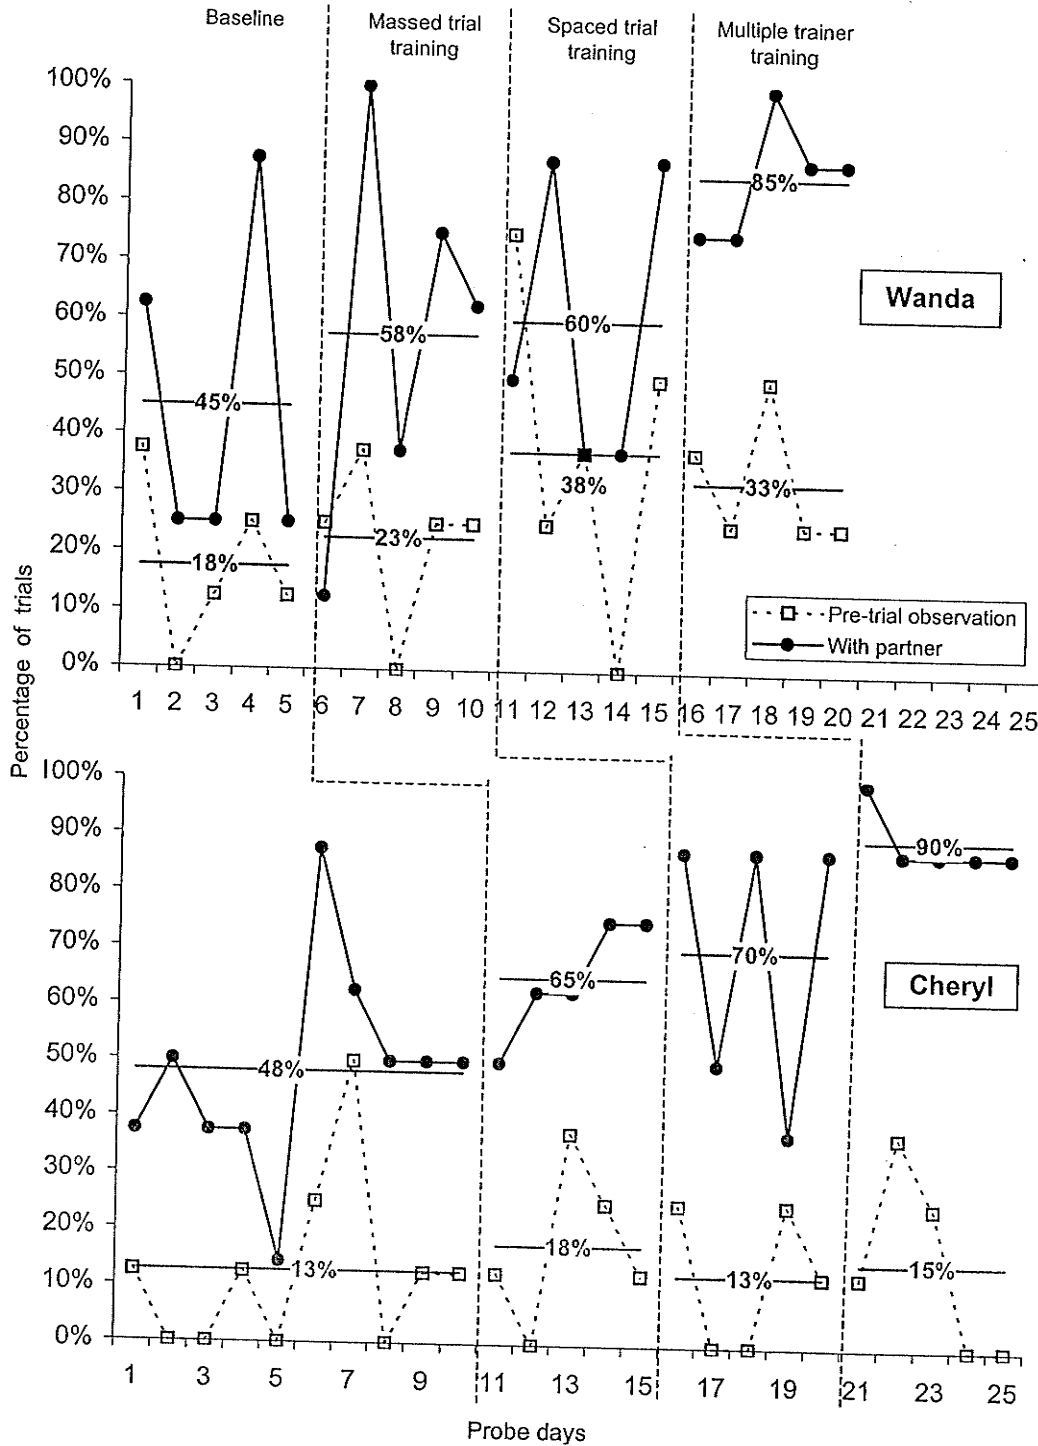 Baseline
Massed trial
training
Spaced trial
training
Multiple trainer
training
100%
90%
80%
70%
60%
50%
40%
30%
20%
10%
0%
45%
18%
58%
23%
60%
38%
85%
33%
Wanda
Pre-trial observation
With partner
1 2 3 4 5 6 7 8 9 10 11 12 13 14 15 16 17 18 19 20 21 22 23 24 25
Percentage of trials
100%
90%
80%
70%
60%
50%
40%
30%
20%
10%
0%
48%
13%
65%
18%
70%
13%
90%
15%
Cheryl
1 3 5 7 9 11 13 15 17 19 21 23 25
Probe days